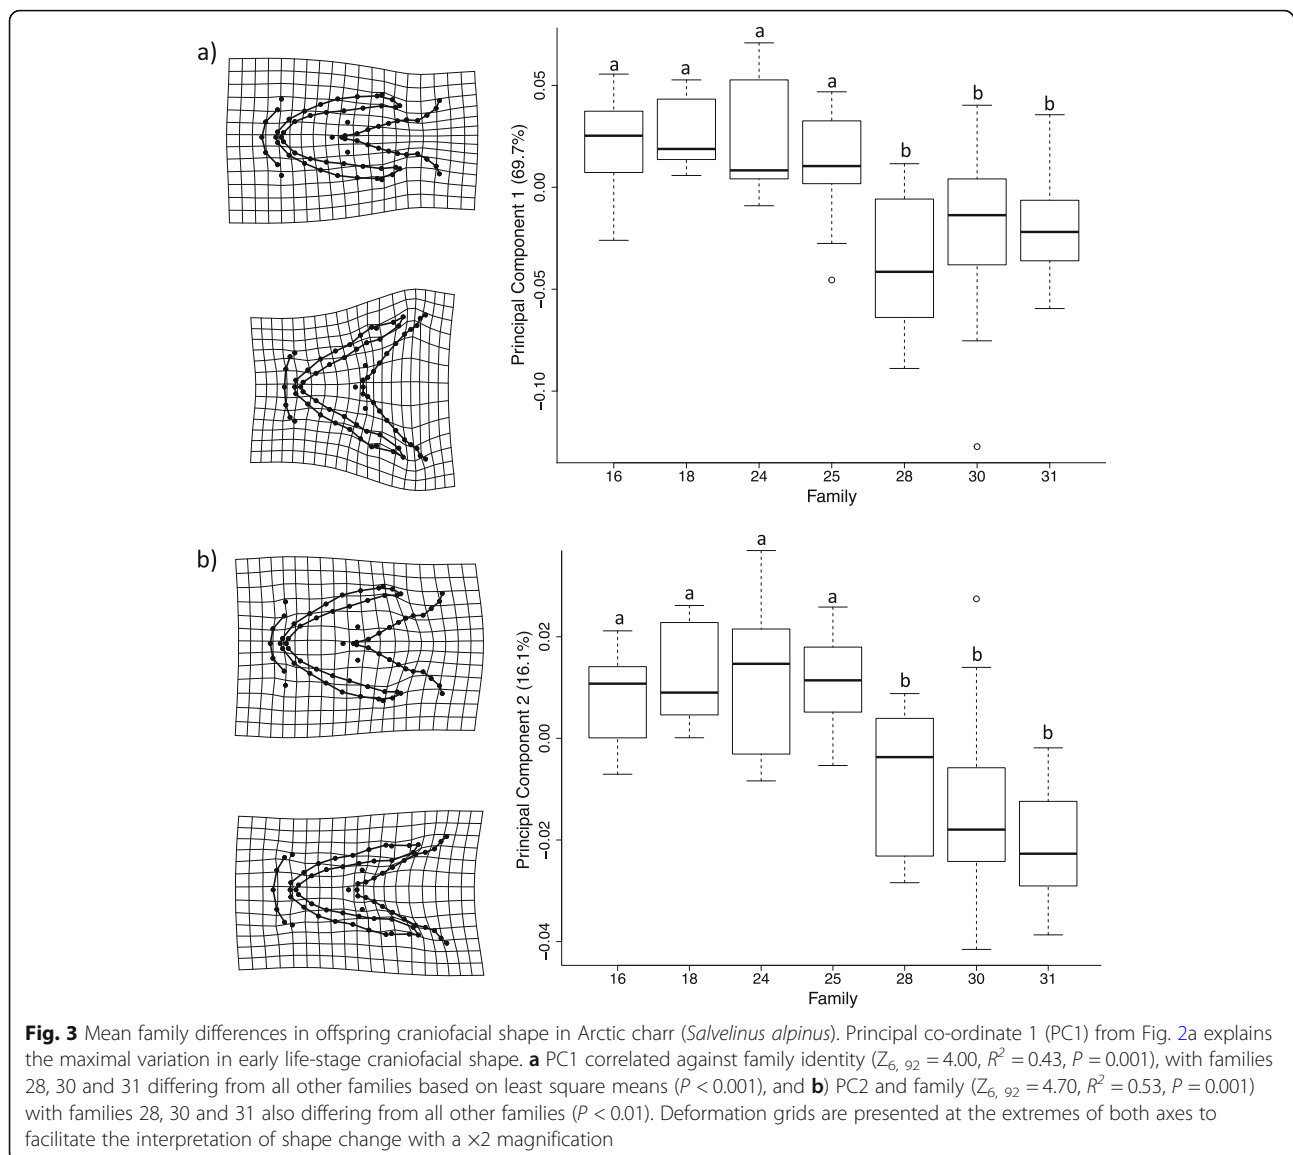 a)
a a a a b b b
Principal Component 1 (69.7%)
0.05
0.00
−0.05
−0.10
16 18 24 25 28 30 31
Family
b)
a a a a b b b
Principal Component 2 (16.1%)
0.02
0.00
−0.02
−0.04
16 18 24 25 28 30 31
Family
Fig. 3 Mean family differences in offspring craniofacial shape in Arctic charr (Salvelinus alpinus). Principal co-ordinate 1 (PC1) from Fig. 2a explains
the maximal variation in early life-stage craniofacial shape. a PC1 correlated against family identity (Z6, 92 = 4.00, R² = 0.43, P = 0.001), with families
28, 30 and 31 differing from all other families based on least square means (P < 0.001), and b) PC2 and family (Z6, 92 = 4.70, R² = 0.53, P = 0.001)
with families 28, 30 and 31 also differing from all other families (P < 0.01). Deformation grids are presented at the extremes of both axes to
facilitate the interpretation of shape change with a ×2 magnification